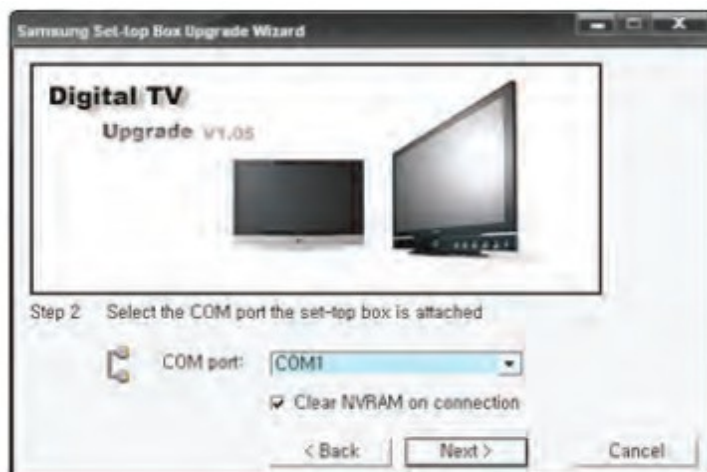 Samsung Set-top Box Upgrade Wizard
Digital TV
Upgrade V1.05
Step 2 Select the COM port the set-top box is attached
COM port: COM1
Clear NVRAM on connection
< Back Next > Cancel